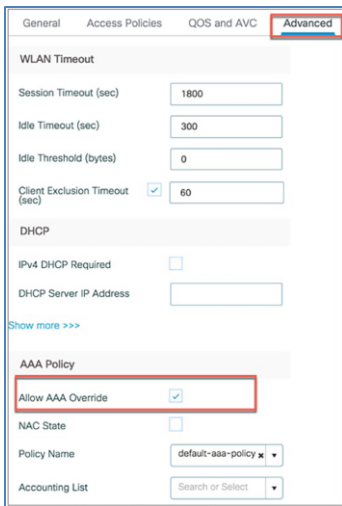 General Access Policies QOS and AVC Advanced
WLAN Timeout
Session Timeout (sec) 1800
Idle Timeout (sec) 300
Idle Threshold (bytes) 0
Client Exclusion Timeout (sec) 60
DHCP
IPv4 DHCP Required
DHCP Server IP Address
Show more >>>
AAA Policy
Allow AAA Override
NAC State
Policy Name default-aaa-policy
Accounting List Search or Select